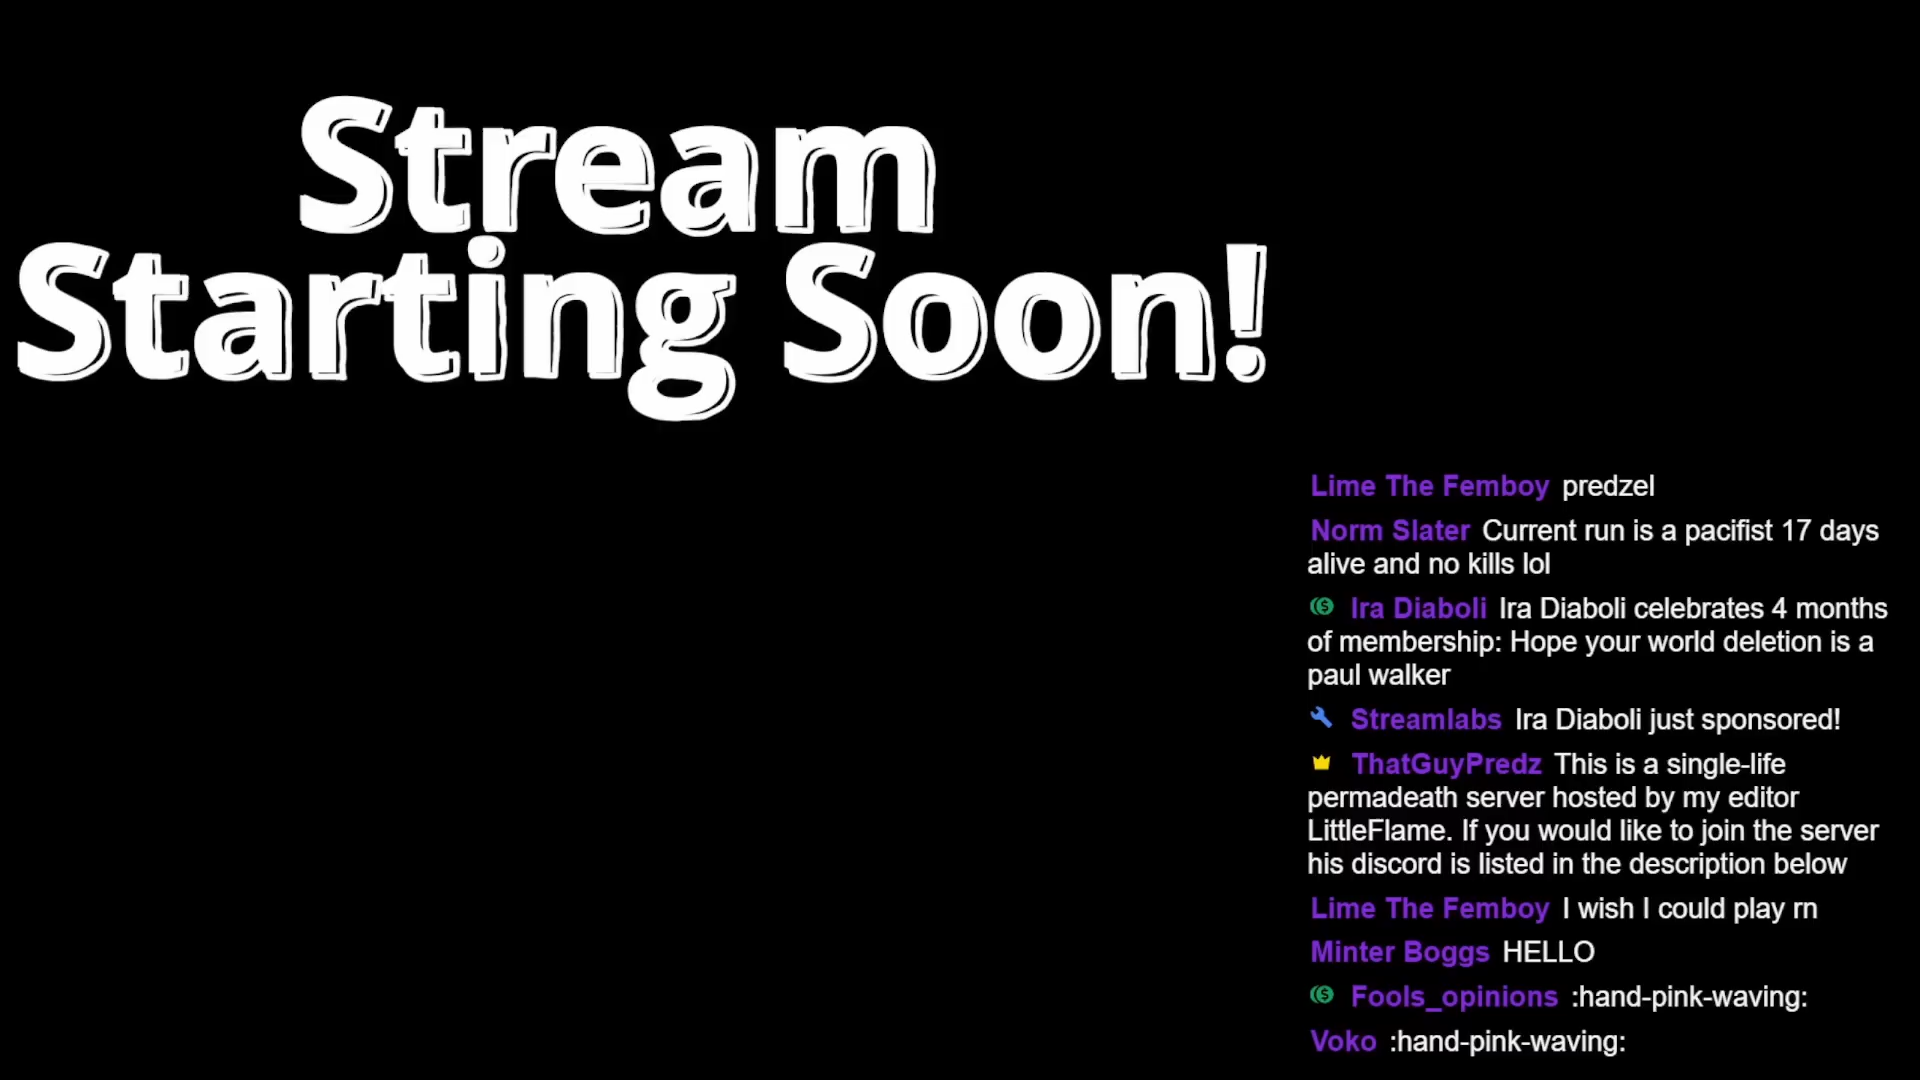 Stream
Starting Soon!
Lime The Femboy predzel
Norm Slater Current run is a pacifist 17 days
alive and no kills lol
Ira Diaboli Ira Diaboli celebrates 4 months
of membership: Hope your world deletion is a
paul walker
Streamlabs Ira Diaboli just sponsored!
ThatGuyPredz This is a single-life
permadeath server hosted by my editor
LittleFlame. If you would like to join the server
his discord is listed in the description below
Lime The Femboy I wish I could play rn
Minter Boggs HELLO
Fools_opinions :hand-pink-waving:
Voko :hand-pink-waving: